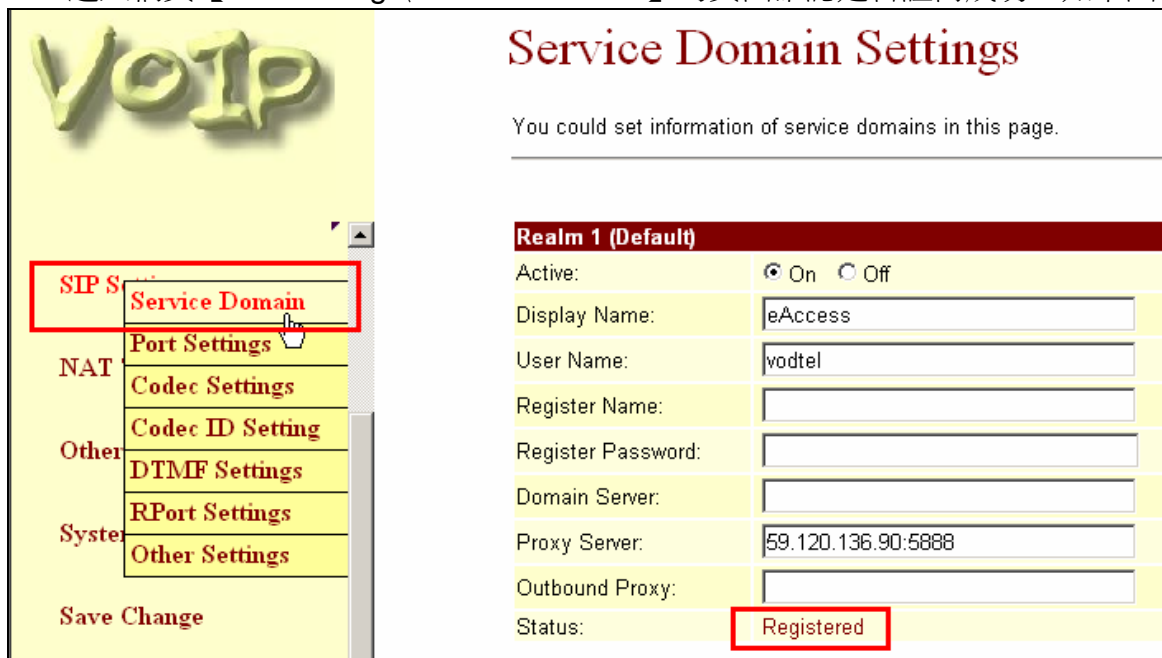 VoIP
Service Domain Settings
You could set information of service domains in this page.
SIP
Service Domain
Port Settings
NAT
Codec Settings
Codec ID Setting
Other
DTMF Settings
RPort Settings
Other Settings
Save Change
Realm 1 (Default)
Active: On Off
Display Name: eAccess
User Name: vodtel
Register Name:
Register Password:
Domain Server:
Proxy Server: 59.120.136.90:5888
Outbound Proxy:
Status: Registered